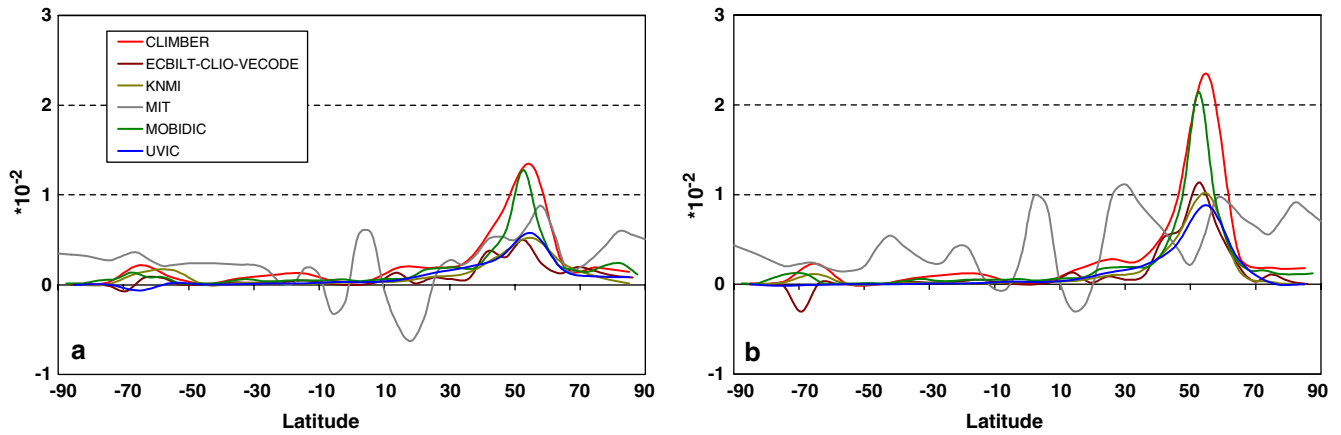 3
2
1
0
-1
*10-2
CLIMBER
ECBILT-CLIO-VECODE
KNMI
MIT
MOBIDIC
UVIC
a
-90 -70 -50 -30 -10 10 30 50 70 90
Latitude
3
2
1
0
-1
*10-2
b
-90 -70 -50 -30 -10 10 30 50 70 90
Latitude